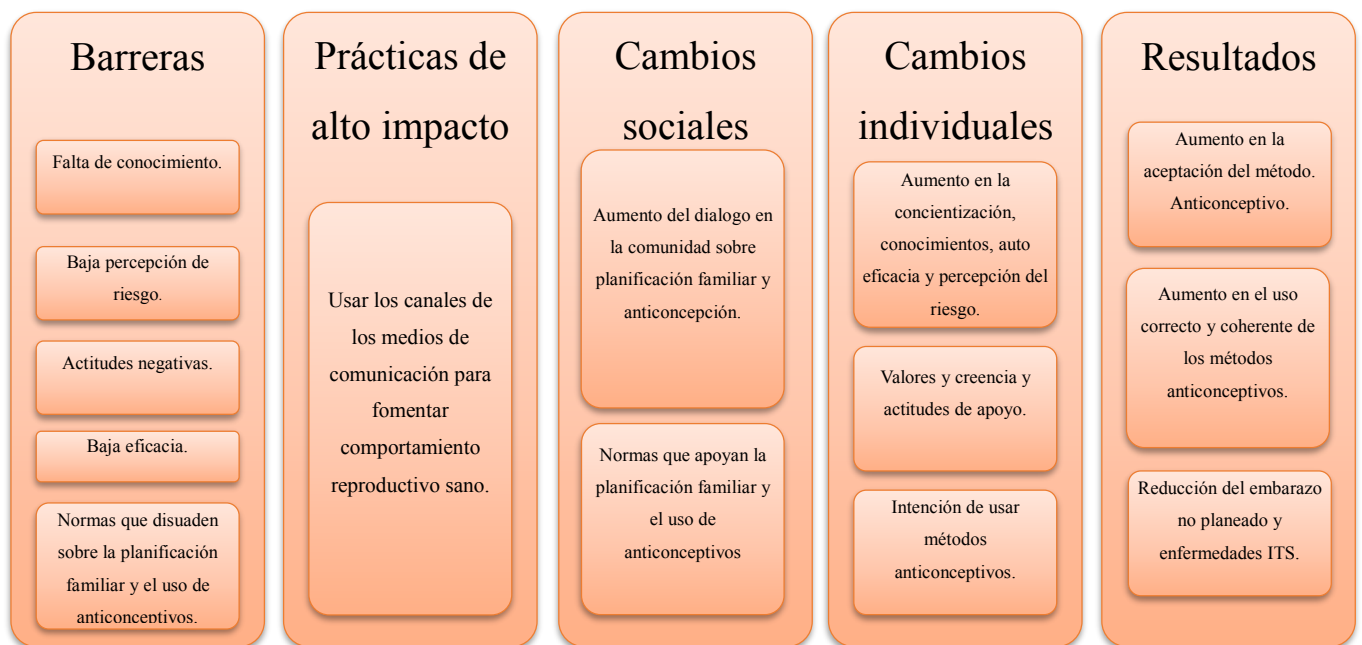 Barreras
Falta de conocimiento.
Baja percepción de
riesgo.
Actitudes negativas.
Baja eficacia.
Normas que disuaden
sobre la planificación
familiar y el uso de
anticonceptivos.
Prácticas de
alto impacto
Usar los canales de
los medios de
comunicación para
fomentar
comportamiento
reproductivo sano.
Cambios
sociales
Aumento del dialogo en
la comunidad sobre
planificación familiar y
anticoncepción.
Normas que apoyan la
planificación familiar y
el uso de
anticonceptivos
Cambios
individuales
Aumento en la
concientización,
conocimientos, auto
eficacia y percepción del
riesgo.
Valores y creencia y
actitudes de apoyo.
Intención de usar
métodos
anticonceptivos.
Resultados
Aumento en la
aceptación del método.
Anticonceptivo.
Aumento en el uso
correcto y coherente de
los métodos
anticonceptivos.
Reducción del embarazo
no planeado y
enfermedades ITS.